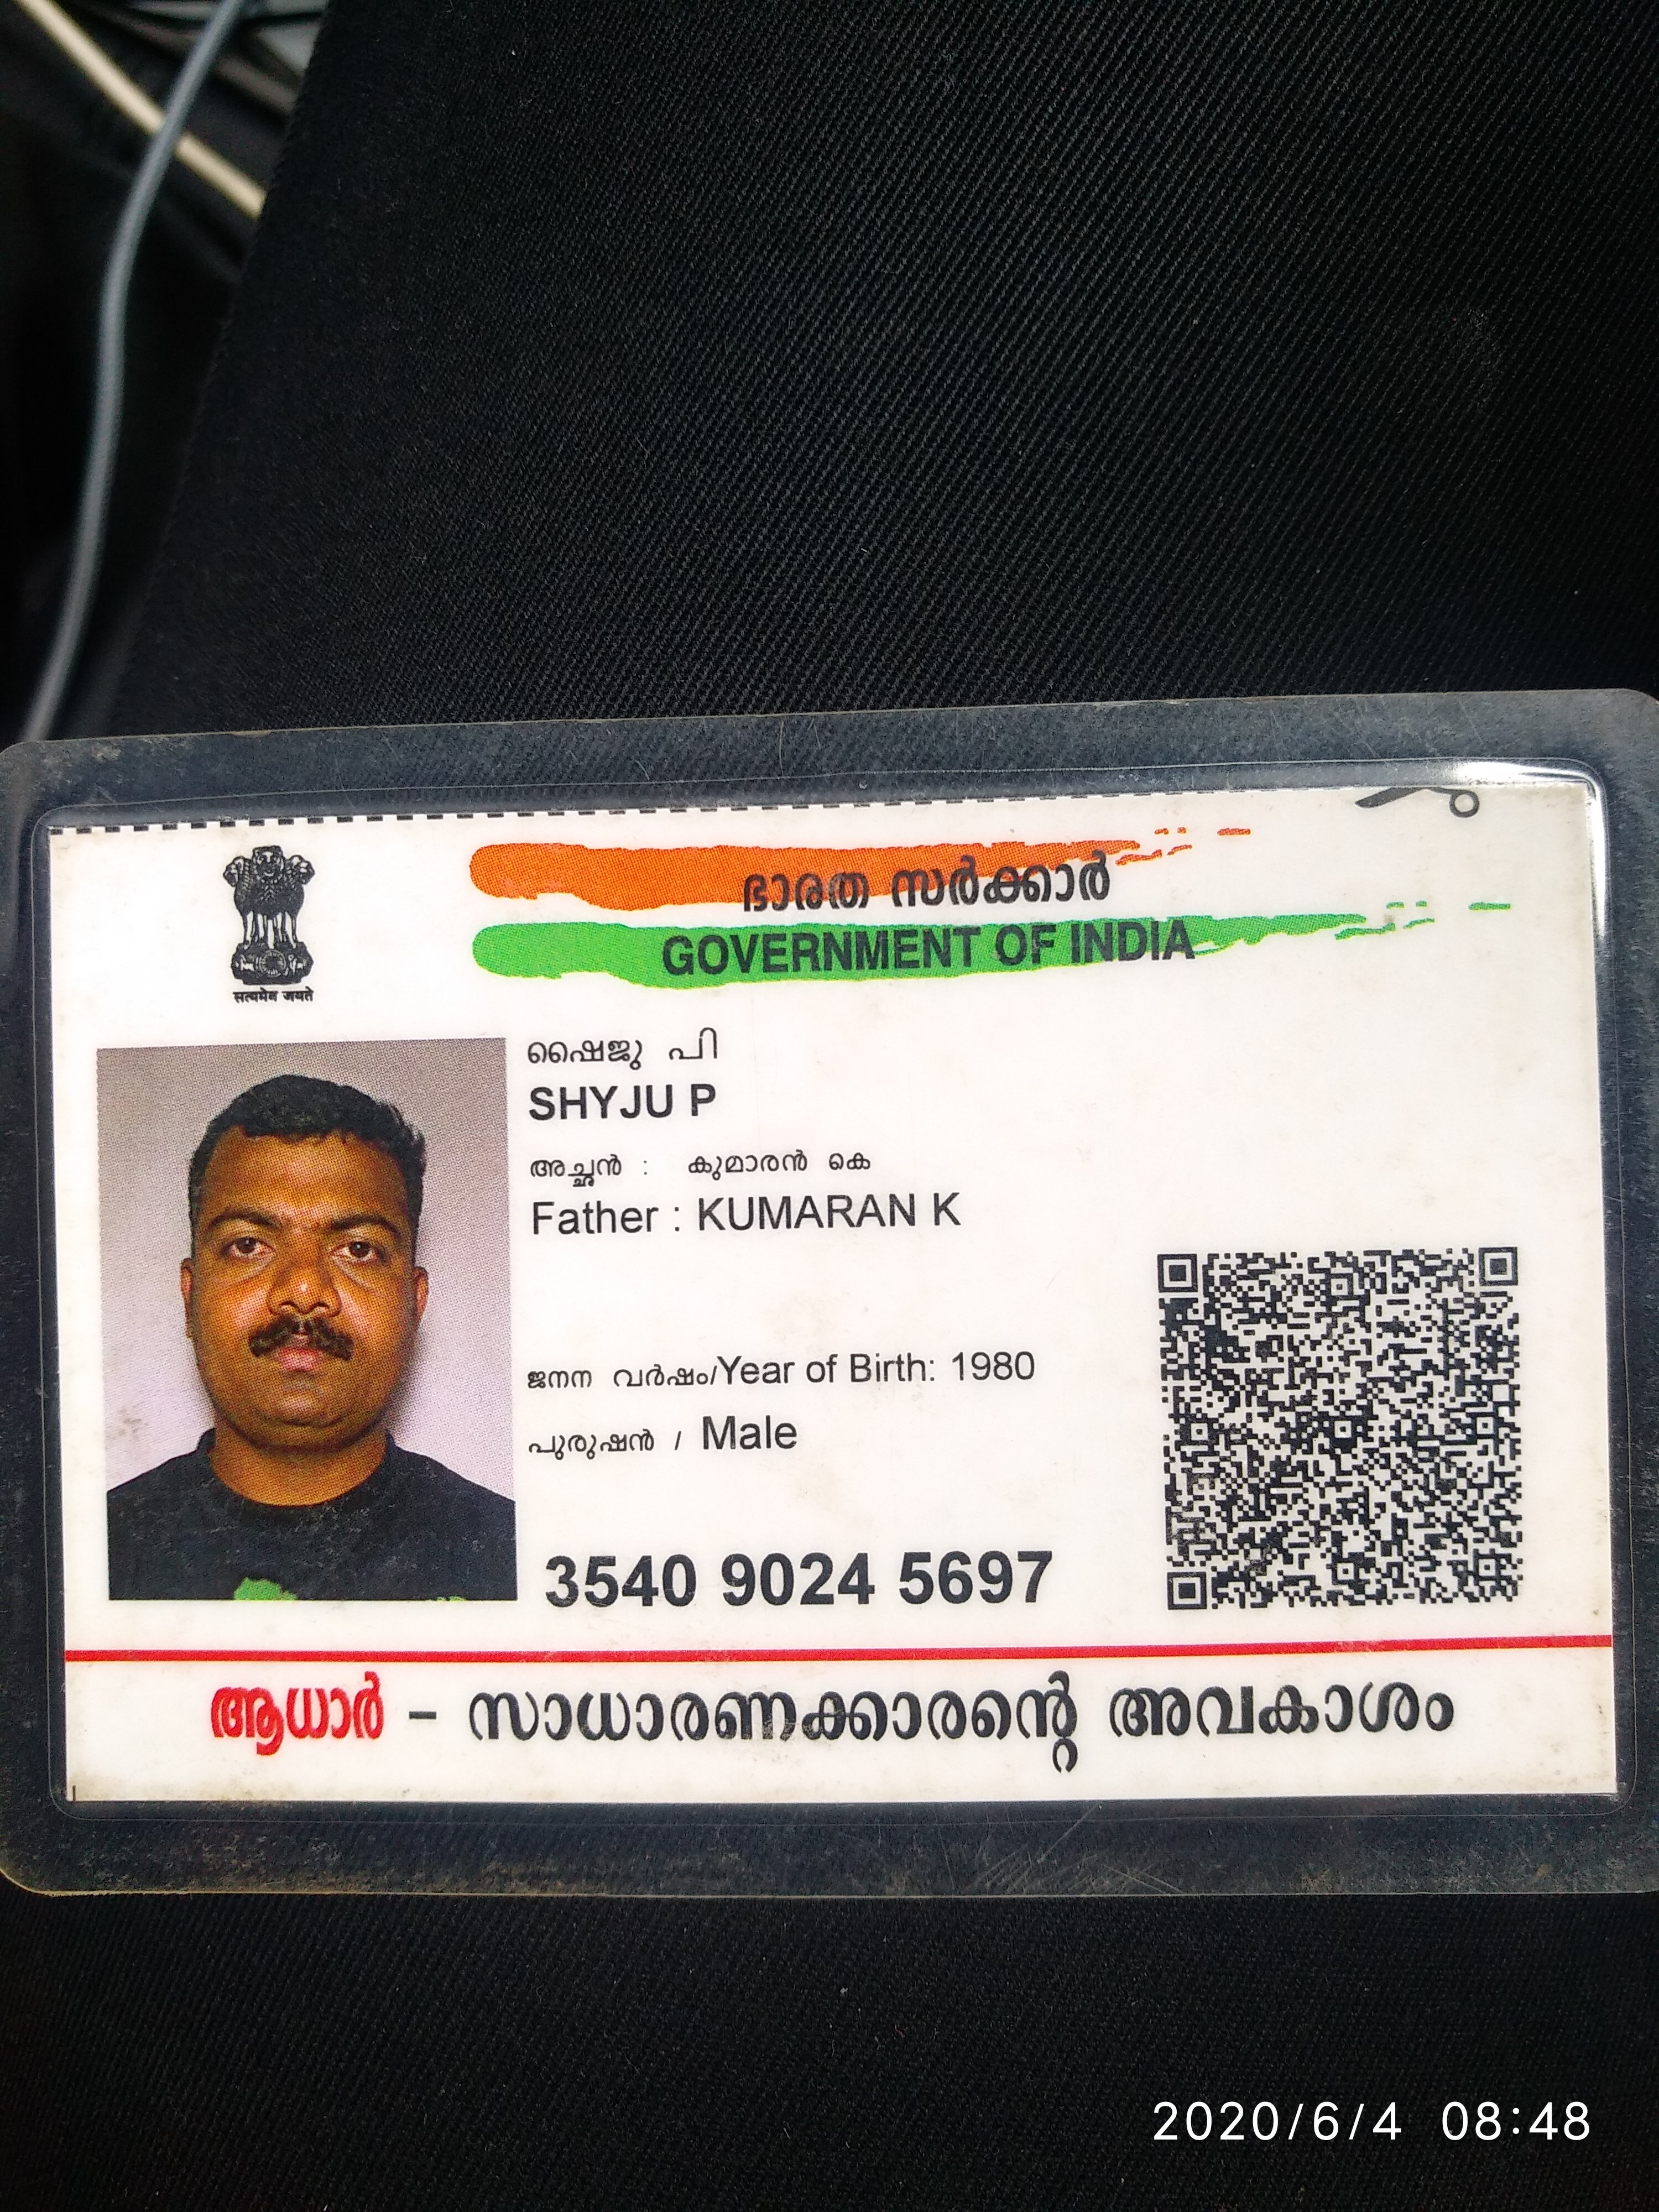 ഭാരത സർക്കാർ
GOVERNMENT OF INDIA
सत्यमेव जयते
ഷൈജു പി
SHYJU P
അച്ഛൻ : കുമാരൻ കെ
Father : KUMARAN K
ജനന വർഷം/Year of Birth: 1980
പുരുഷൻ / Male
3540 9024 5697
ആധാർ - സാധാരണക്കാരന്റെ അവകാശം
2020/6/4 08:48